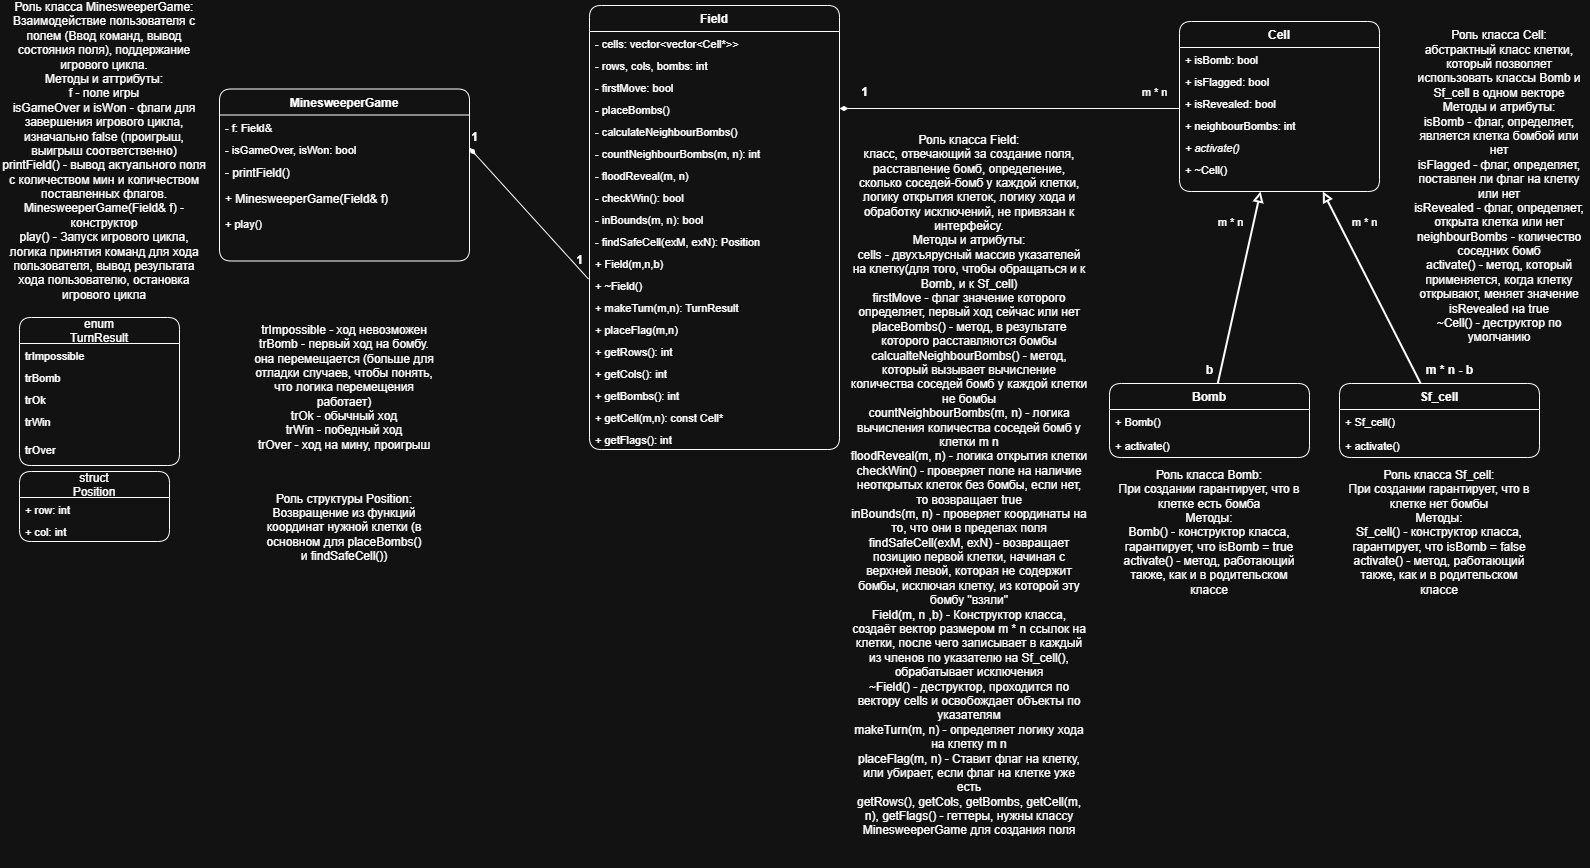 Роль класса MinesweeperGame:
Взаимодействие пользователя с
полем (Ввод команд, вывод
состояния поля), поддержание
игрового цикла.
Методы и аттрибуты:
f - поле игры
isGameOver и isWon - флаги для
завершения игрового цикла,
изначально false (проигрыш,
выигрыш соответственно)
printField() - вывод актуального поля
с количеством мин и количеством
поставленных флагов.
MinesweeperGame(Field& f) -
конструктор
play() - Запуск игрового цикла,
логика принятия команд для хода
пользователя, вывод результата
хода пользователю, остановка
игрового цикла
enum
TurnResult
trImpossible
trBomb
trOk
trWin
trOver
struct
Position
+ row: int
+ col: int
MinesweeperGame
- f: Field&
- isGameOver, isWon: bool
- printField()
+ MinesweeperGame(Field& f)
+ play()
1
1
trImpossible - ход невозможен
trBomb - первый ход на бомбу.
она перемещается (больше для
отладки случаев, чтобы понять,
что логика перемещения
работает)
trOk - обычный ход
trWin - победный ход
trOver - ход на мину, проигрыш
Роль структуры Position:
Возвращение из функций
координат нужной клетки (в
основном для placeBombs()
и findSafeCell())
Field
- cells: vector<vector<Cell*>>
- rows, cols, bombs: int
- firstMove: bool
- placeBombs()
- calculateNeighbourBombs()
- countNeighbourBombs(m, n): int
- floodReveal(m, n)
- checkWin(): bool
- inBounds(m, n): bool
- findSafeCell(exM, exN): Position
+ Field(m,n,b)
+ ~Field()
+ makeTurn(m,n): TurnResult
+ placeFlag(m,n)
+ getRows(): int
+ getCols(): int
+ getBombs(): int
+ getCell(m,n): const Cell*
+ getFlags(): int
1
m * n
Роль класса Field:
класс, отвечающий за создание поля,
расставление бомб, определение,
сколько соседей-бомб у каждой клетки,
логику открытия клеток, логику хода и
обработку исключений, не привязан к
интерфейсу.
Методы и атрибуты:
cells - двухъярусный массив указателей
на клетку(для того, чтобы обращаться и к
Bomb, и к Sf_cell)
firstMove - флаг значение которого
определяет, первый ход сейчас или нет
placeBombs() - метод, в результате
которого расставляются бомбы
calcualteNeighbourBombs() - метод,
который вызывает вычисление
количества соседей бомб у каждой клетки
не бомбы
countNeighbourBombs(m, n) - логика
вычисления количества соседей бомб у
клетки m n
floodReveal(m, n) - логика открытия клетки
checkWin() - проверяет поле на наличие
неоткрытых клеток без бомбы, если нет,
то возвращает true
inBounds(m, n) - проверяет координаты на
то, что они в пределах поля
findSafeCell(exM, exN) - возвращает
позицию первой клетки, начиная с
верхней левой, которая не содержит
бомбы, исключая клетку, из которой эту
бомбу "взяли"
Field(m, n ,b) - Конструктор класса,
создаёт вектор размером m * n ссылок на
клетки, после чего записывает в каждый
из членов по указателю на Sf_cell(),
обрабатывает исключения
~Field() - деструктор, проходится по
вектору cells и освобождает объекты по
указателям
makeTurn(m, n) - определяет логику хода
на клетку m n
placeFlag(m, n) - Ставит флаг на клетку,
или убирает, если флаг на клетке уже
есть
getRows(), getCols, getBombs, getCell(m,
n), getFlags() - геттеры, нужны классу
MinesweeperGame для создания поля
Cell
+ isBomb: bool
+ isFlagged: bool
+ isRevealed: bool
+ neighbourBombs: int
+ activate()
+ ~Cell()
m * n
m * n
b
m * n - b
Bomb
+ Bomb()
+ activate()
Sf_cell
+ Sf_cell()
+ activate()
Роль класса Bomb:
При создании гарантирует, что в
клетке есть бомба
Методы:
Bomb() - конструктор класса,
гарантирует, что isBomb = true
activate() - метод, работающий
также, как и в родительском
классе
Роль класса Sf_cell:
При создании гарантирует, что в
клетке нет бомбы
Методы:
Sf_cell() - конструктор класса,
гарантирует, что isBomb = false
activate() - метод, работающий
также, как и в родительском
классе
Роль класса Cell:
абстрактный класс клетки,
который позволяет
использовать классы Bomb и
Sf_cell в одном векторе
Методы и атрибуты:
isBomb - флаг, определяет,
является клетка бомбой или
нет
isFlagged - флаг, определяет,
поставлен ли флаг на клетку
или нет
isRevealed - флаг, определяет,
открыта клетка или нет
neighbourBombs - количество
соседних бомб
activate() - метод, который
применяется, когда клетку
открывают, меняет значение
isRevealed на true
~Cell() - деструктор по
умолчанию